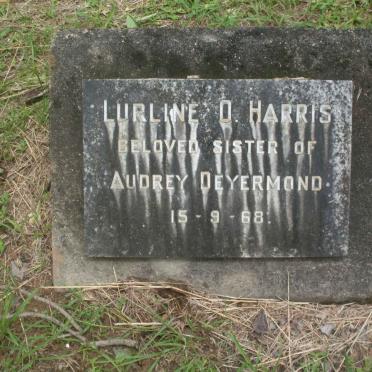 LURLINE O HARRIS
BELOVED SISTER OF
AUDREY DEYERMOND
15-9-68